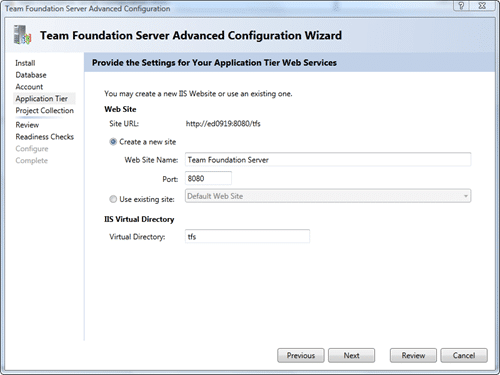 Team Foundation Server Advanced Configuration
Team Foundation Server Advanced Configuration Wizard
Install
Database
Account
Application Tier
Project Collection
Review
Readiness Checks
Configure
Complete
Provide the Settings for Your Application Tier Web Services
You may create a new IIS Website or use an existing one.
Web Site
Site URL: http://ed0919:8080/tfs
Create a new site
Web Site Name: Team Foundation Server
Port: 8080
Use existing site: Default Web Site
IIS Virtual Directory
Virtual Directory: tfs
Previous Next Review Cancel